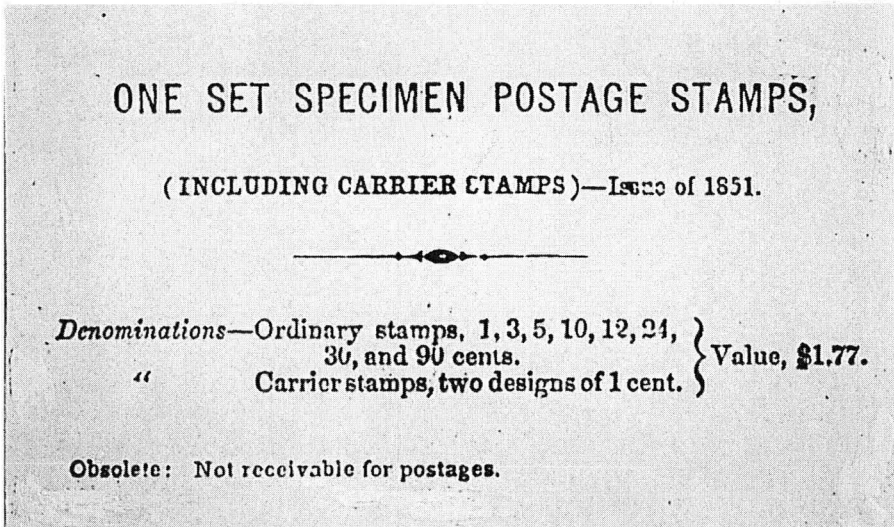 ONE SET SPECIMEN POSTAGE STAMPS,
(INCLUDING CARRIER STAMPS)—Issue of 1851.
Denominations—Ordinary stamps, 1, 3, 5, 10, 12, 24,
30, and 90 cents.
“ Carrier stamps, two designs of 1 cent.
Value, $1.77.
Obsolete: Not receivable for postages.